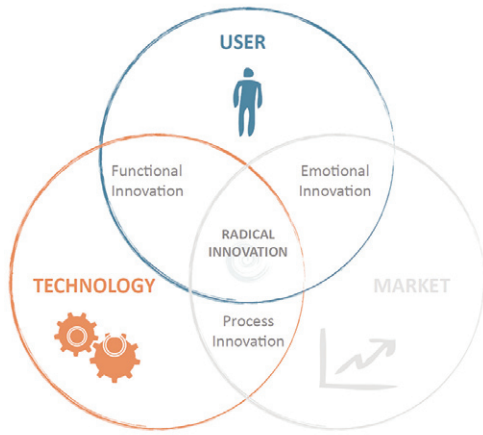 USER
Functional
Innovation
Emotional
Innovation
RADICAL
INNOVATION
TECHNOLOGY
MARKET
Process
Innovation